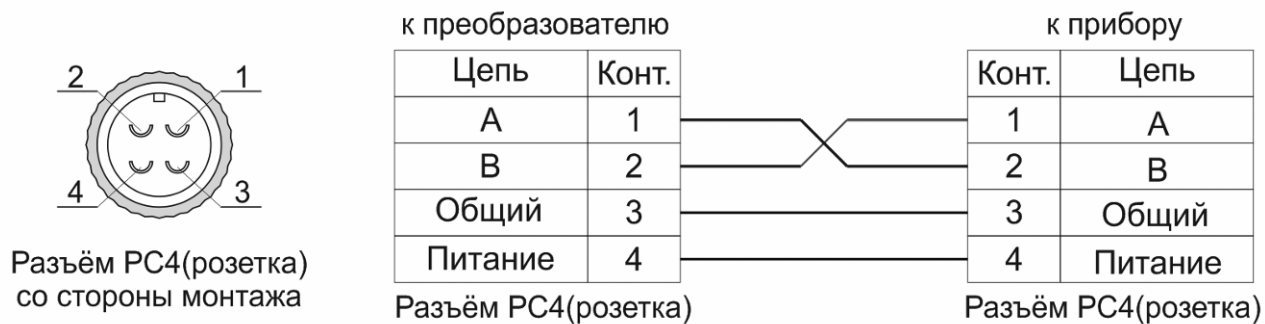 2 1
4 3
Разъём РС4(розетка)
со стороны монтажа
к преобразователю
Цепь Конт.
А 1
В 2
Общий 3
Питание 4
Разъём РС4(розетка)
к прибору
Конт. Цепь
1 А
2 В
3 Общий
4 Питание
Разъём РС4(розетка)